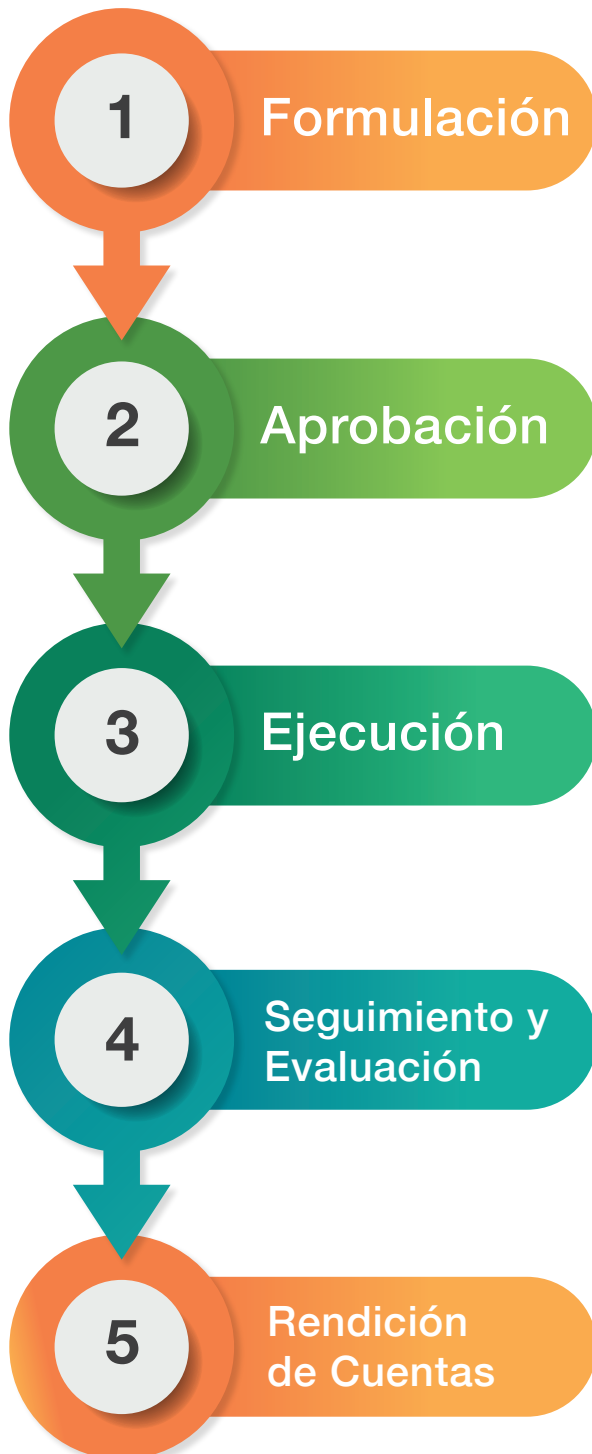 1
Formulación
2
Aprobación
3
Ejecución
4
Seguimiento y
Evaluación
5
Rendición
de Cuentas